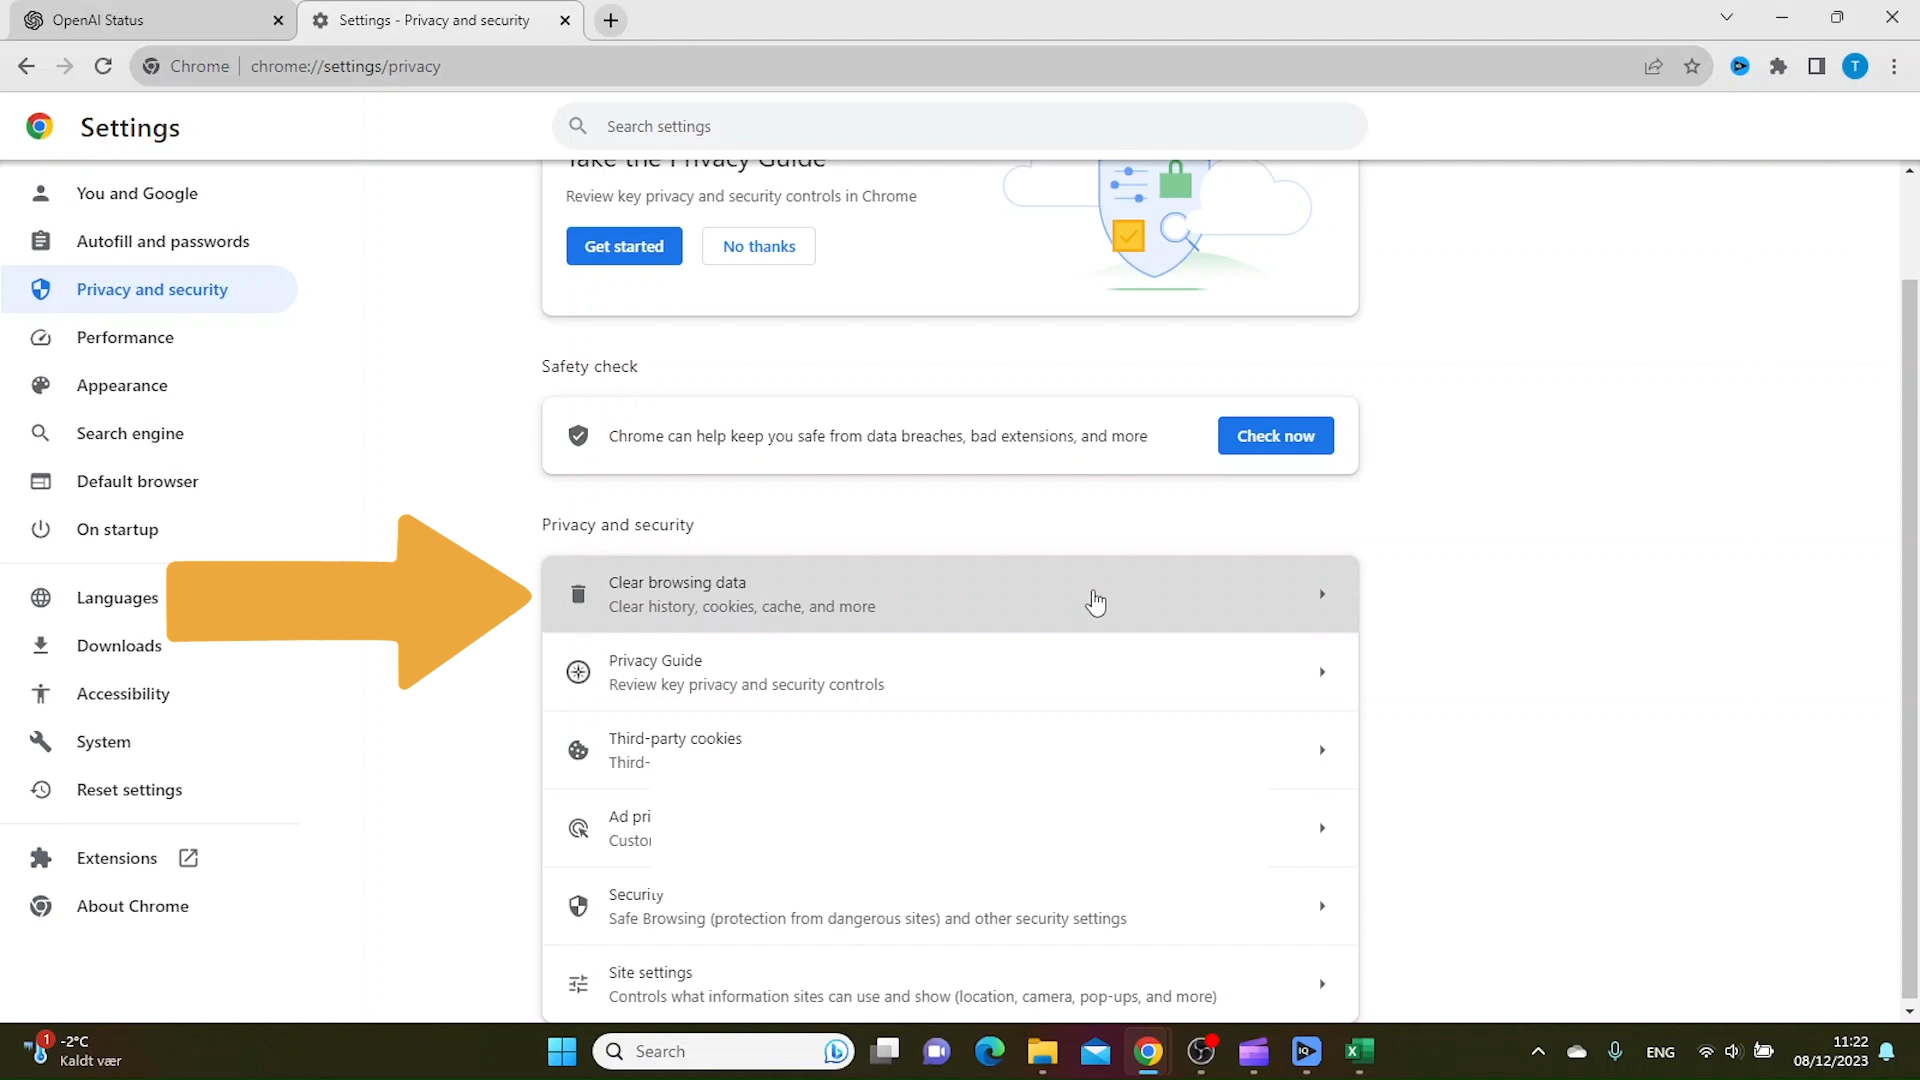 OpenAI Status
Settings - Privacy and security
Chrome
chrome://settings/privacy
T
Settings
Search settings
You and Google
Autofill and passwords
Privacy and security
Performance
Appearance
Search engine
Default browser
On startup
Languages
Downloads
Accessibility
System
Reset settings
Extensions
About Chrome
Take the Privacy Guide
Review key privacy and security controls in Chrome
Get started
No thanks
Safety check
Chrome can help keep you safe from data breaches, bad extensions, and more
Check now
Privacy and security
Clear browsing data
Clear history, cookies, cache, and more
Privacy Guide
Review key privacy and security controls
Third-party cookies
Third-
Ad pri
Custo
Security
Safe Browsing (protection from dangerous sites) and other security settings
Site settings
Controls what information sites can use and show (location, camera, pop-ups, and more)
1
-2°C
Kaldt vær
Search
IQ
ENG
11:22
08/12/2023